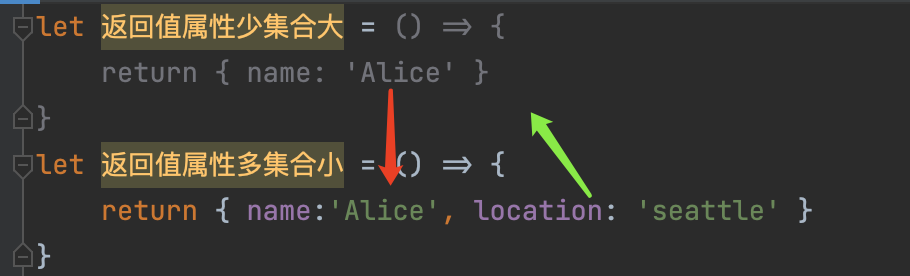 let 返回值属性少集合大 = () => {
    return { name: 'Alice' }
}
let 返回值属性多集合小 = () => {
    return { name:'Alice', location: 'seattle' }
}